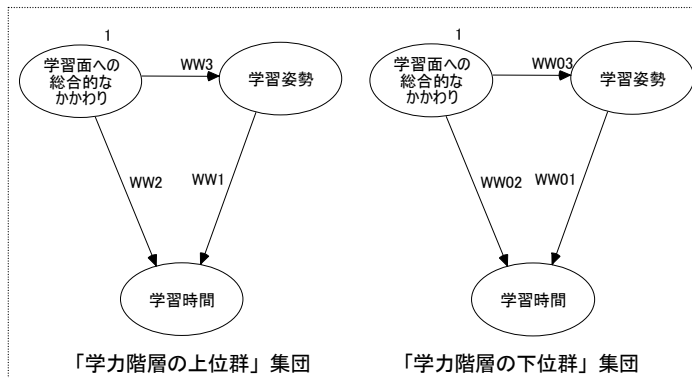 1
学習面への
総合的な
かかわり
WW3
学習姿勢
WW2
WW1
学習時間
「学力階層の上位群」集団
1
学習面への
総合的な
かかわり
WW03
学習姿勢
WW02
WW01
学習時間
「学力階層の下位群」集団